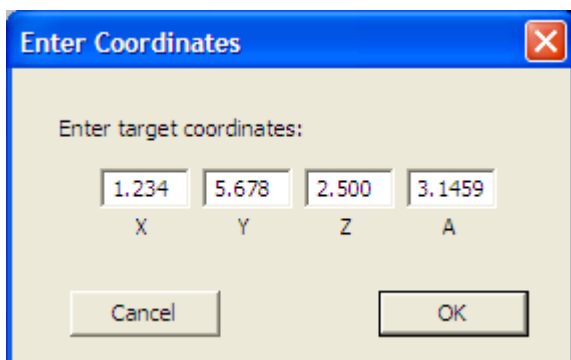 Enter Coordinates
Enter target coordinates:
1.234 5.678 2.500 3.1459
X Y Z A
Cancel OK